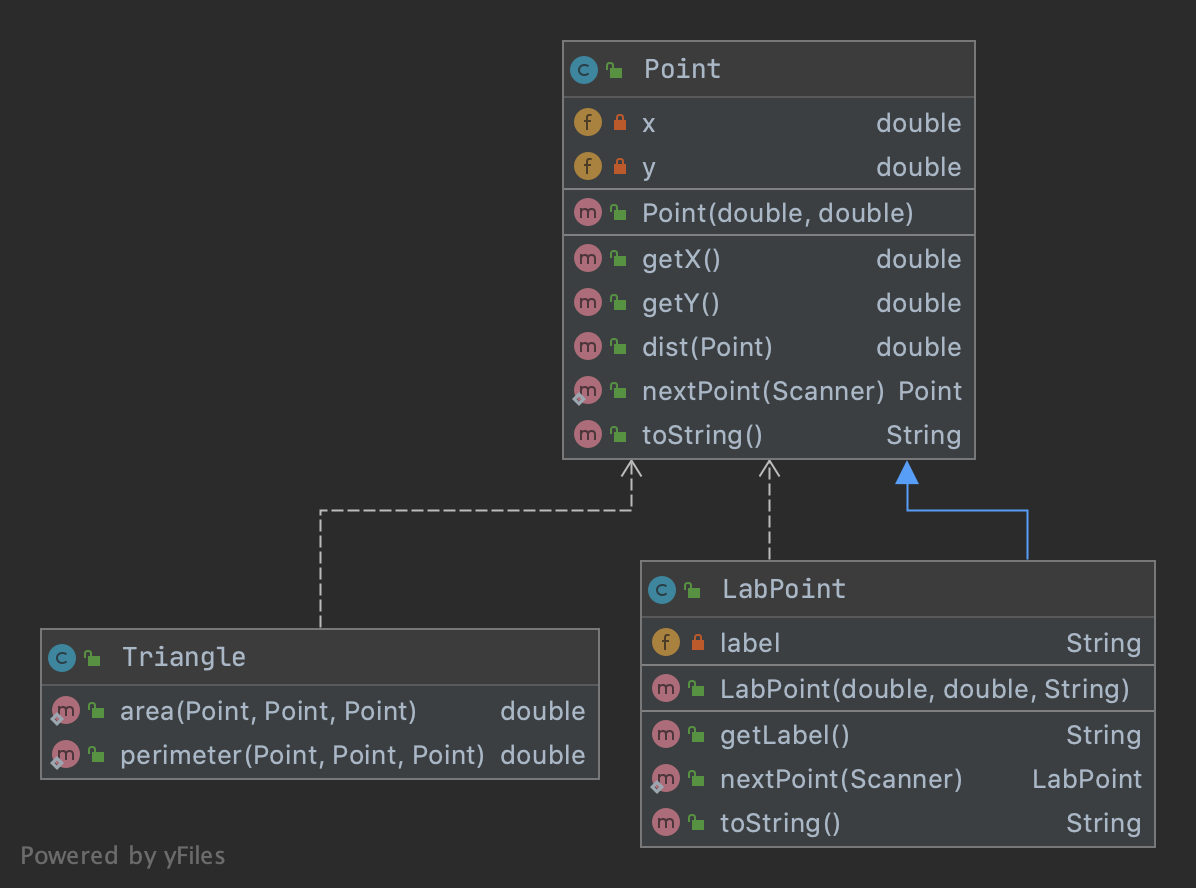 Point
x double
y double
Point(double, double)
getX() double
getY() double
dist(Point) double
nextPoint(Scanner) Point
toString() String
Triangle
area(Point, Point, Point) double
perimeter(Point, Point, Point) double
LabPoint
label String
LabPoint(double, double, String)
getLabel() String
nextPoint(Scanner) LabPoint
toString() String
Powered by yFiles